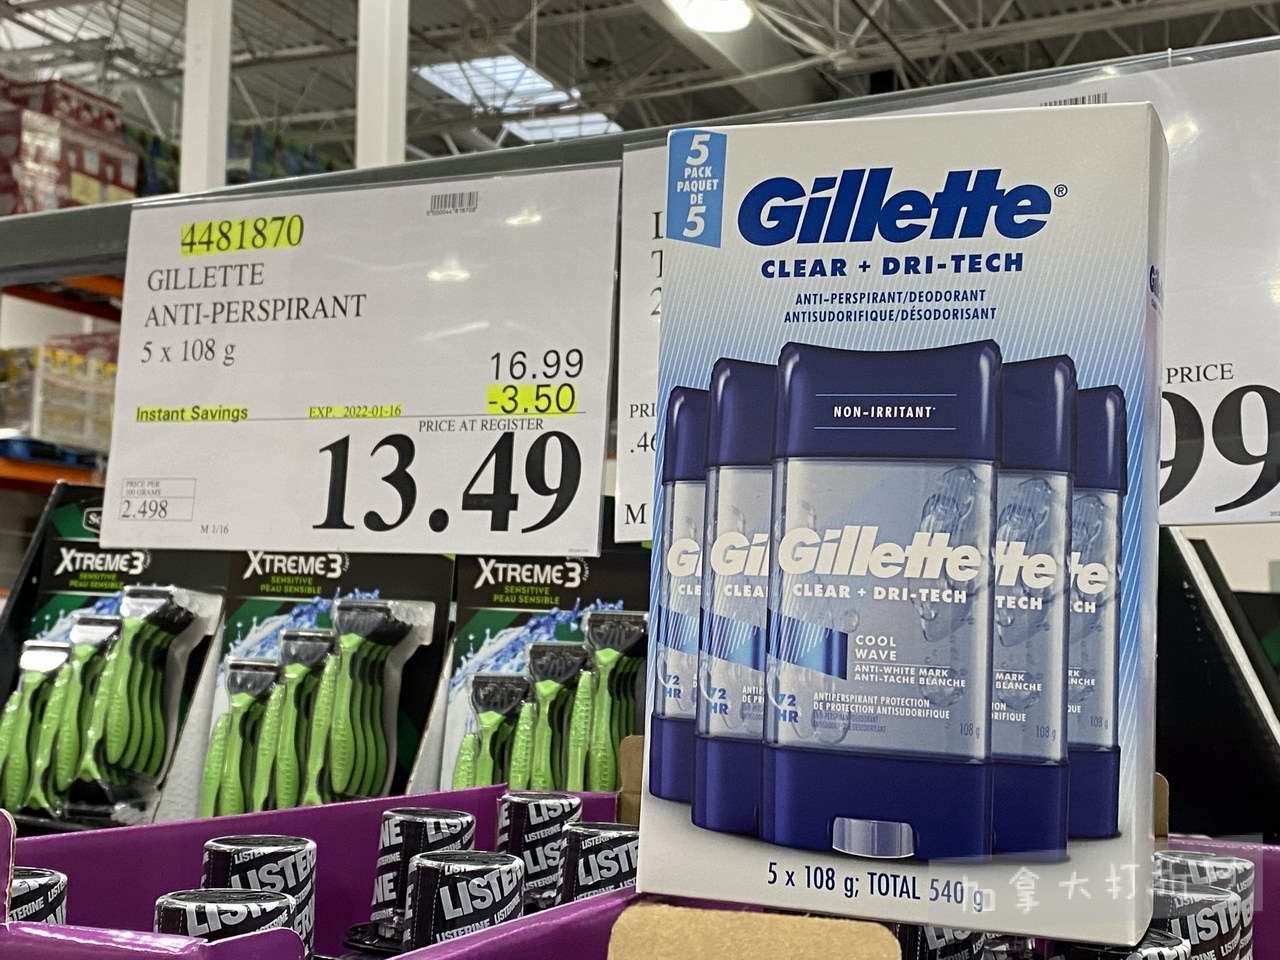 4481870
GILLETTE
ANTI-PERSPIRANT
5 x 108 g
16.99
-3.50
Instant Savings
EXP. 2022-01-16
PRICE AT REGISTER
13.49
PRICE PER
100 GRAMS
2.498
M 1/16
PRICE
99
5
PACK
PAQUET
DE
5
Gillette®
CLEAR + DRI-TECH
ANTI-PERSPIRANT/DEODORANT
ANTISUDORIFIQUE/DÉSODORISANT
NON-IRRITANT*
Gillette
CLEAR + DRI-TECH
COOL
WAVE
ANTI-WHITE MARK
ANTI-TACHE BLANCHE
72
HR
ANTIPERSPIRANT PROTECTION
DE PROTECTION ANTISUDORIFIQUE
108 g
5 x 108 g; TOTAL 540 g
XTREME3
SENSITIVE
PEAU SENSIBLE
XTREME3
SENSITIVE
PEAU SENSIBLE
XTREME3
SENSITIVE
PEAU SENSIBLE
LISTERINE
加拿大打折